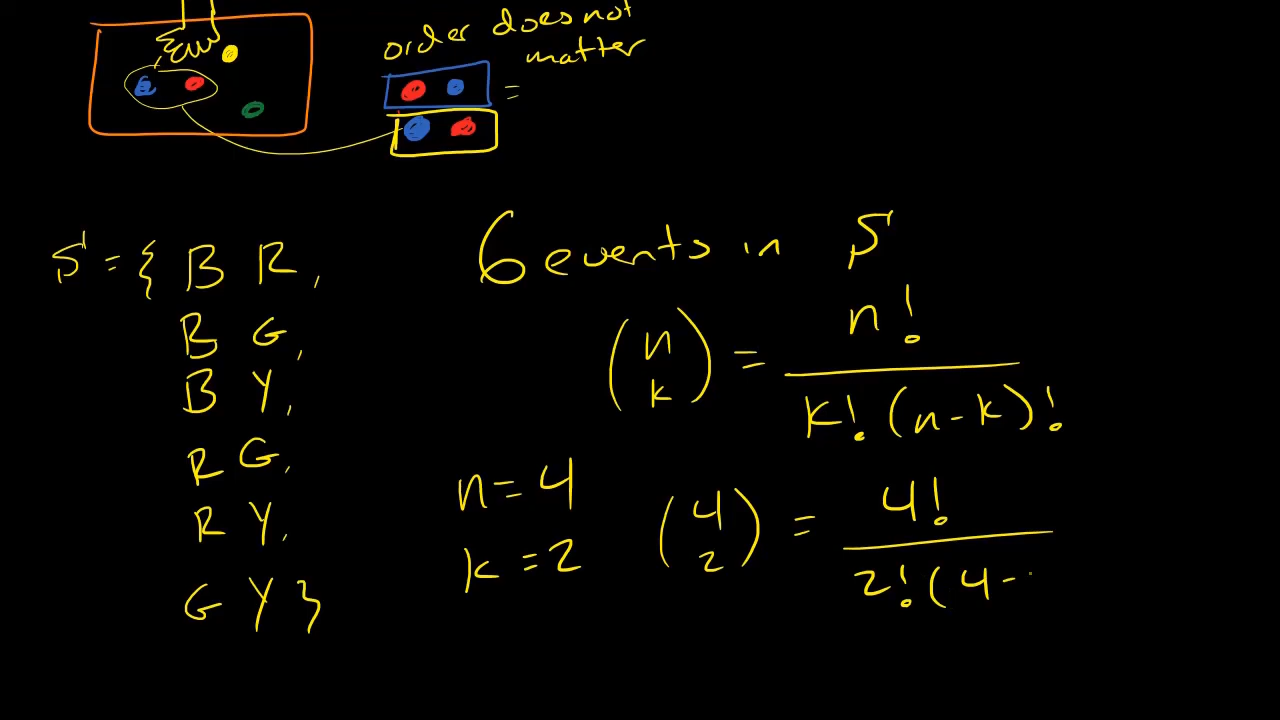 order does not
matter
=
S = { B R,
B G,
B Y,
R G,
R Y,
G Y }
6 events in S
(n k) = n! / k! (n - k)!
n = 4
k = 2
(4 2) = 4! / 2! (4 -